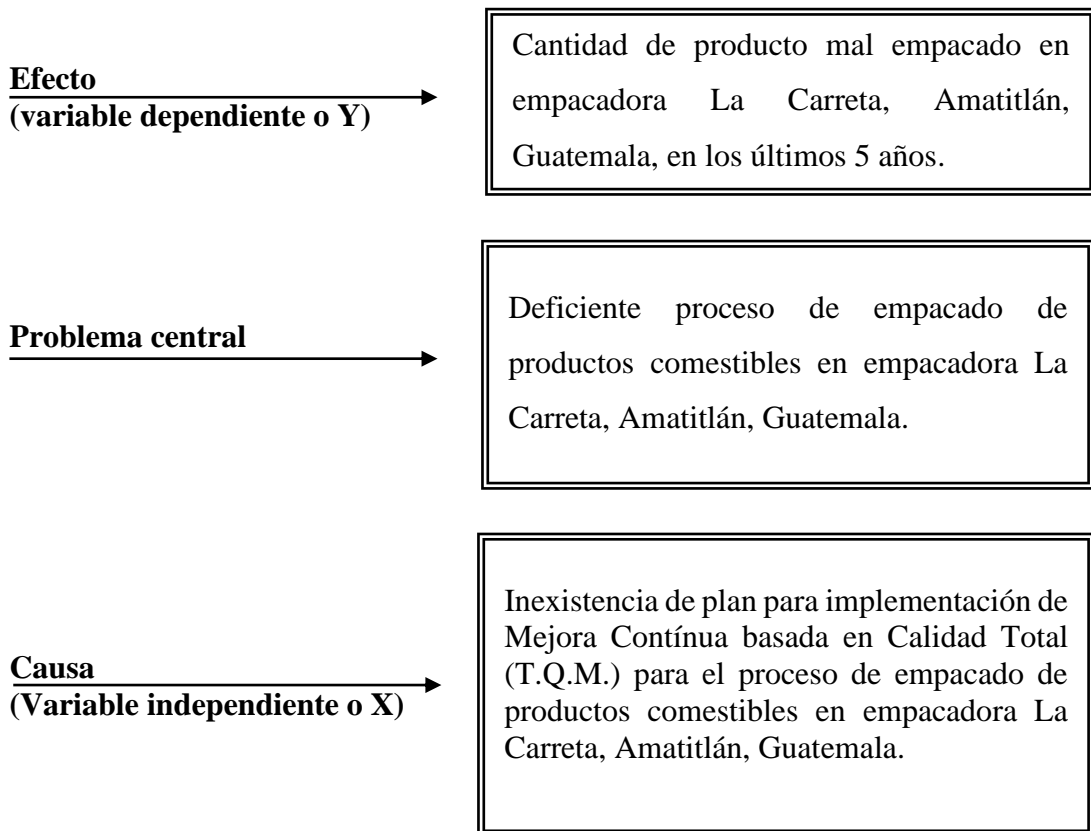 Efecto
(variable dependiente o Y)
Cantidad de producto mal empacado en
empacadora La Carreta, Amatitlán,
Guatemala, en los últimos 5 años.
Problema central
Deficiente proceso de empacado de
productos comestibles en empacadora La
Carreta, Amatitlán, Guatemala.
Causa
(Variable independiente o X)
Inexistencia de plan para implementación de
Mejora Contínua basada en Calidad Total
(T.Q.M.) para el proceso de empacado de
productos comestibles en empacadora La
Carreta, Amatitlán, Guatemala.